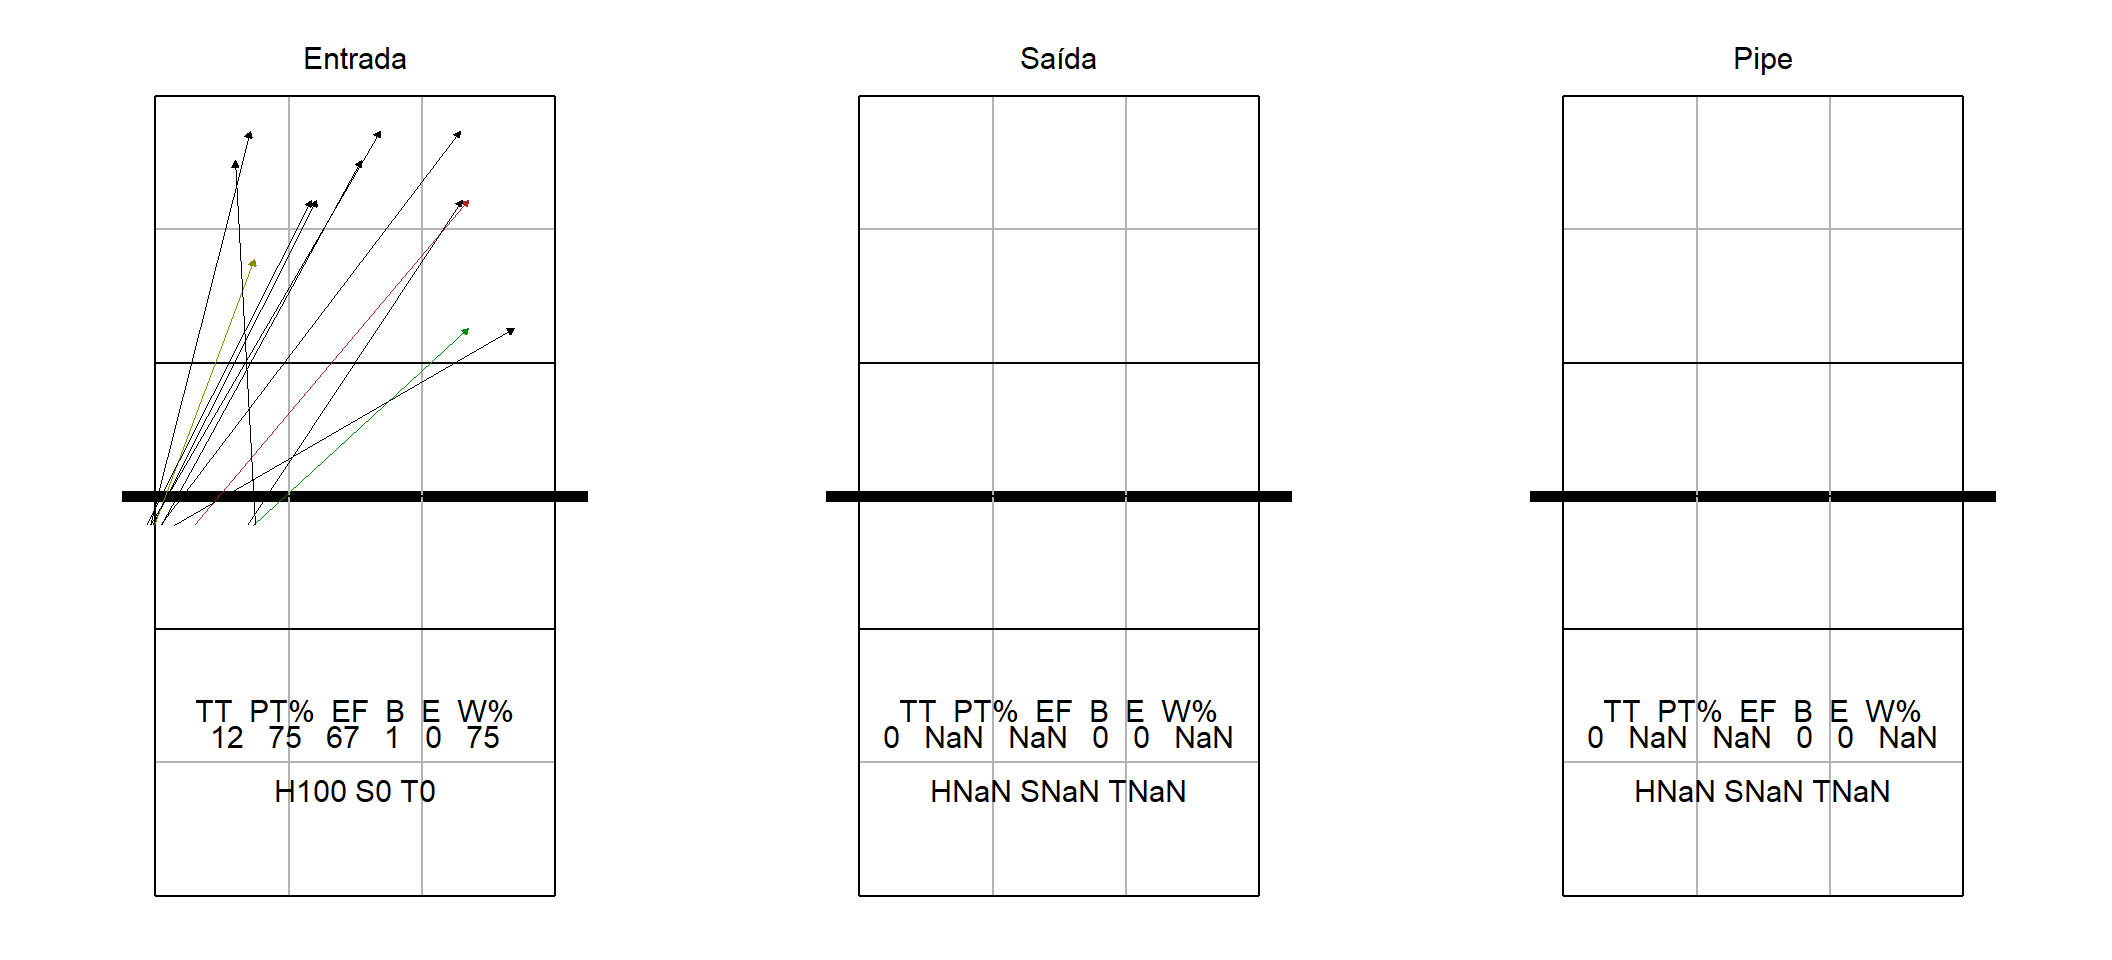 Entrada
TT PT% EF B E W%
12 75 67 1 0 75
H100 S0 T0
Saída
TT PT% EF B E W%
0 NaN NaN 0 0 NaN
HNaN SNaN TNaN
Pipe
TT PT% EF B E W%
0 NaN NaN 0 0 NaN
HNaN SNaN TNaN